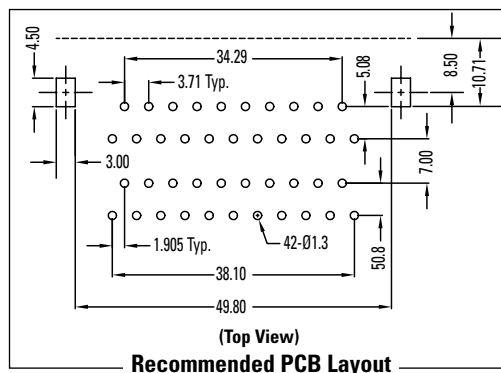 4.50
34.29
3.71 Typ.
5.08
8.50
10.71
3.00
7.00
1.905 Typ.
42-Ø1.3
50.8
38.10
49.80
(Top View)
Recommended PCB Layout